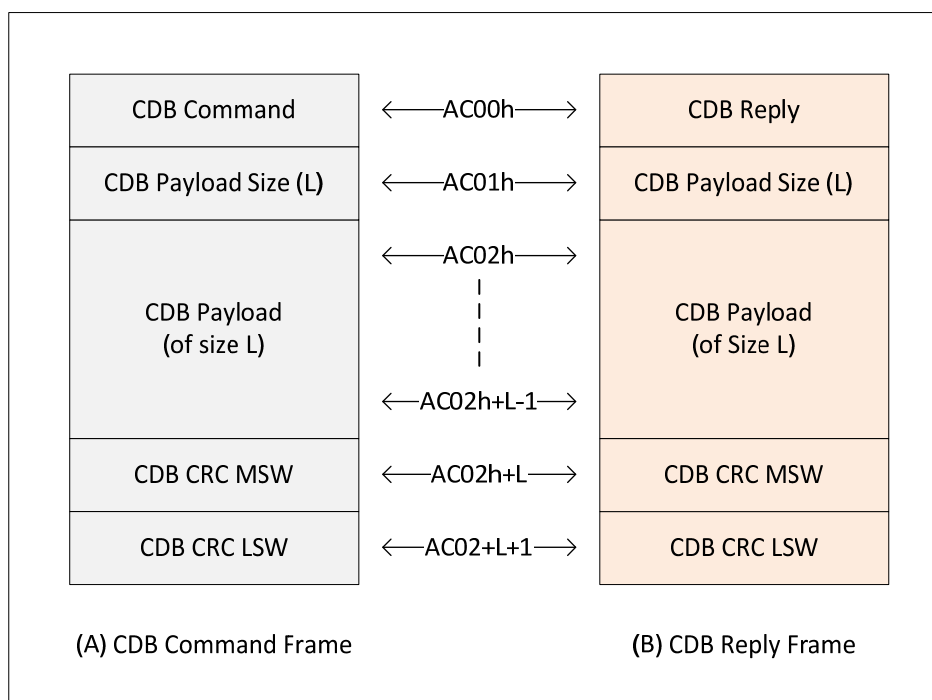 CDB Command
AC00h
CDB Reply
CDB Payload Size (L)
AC01h
CDB Payload Size (L)
AC02h
CDB Payload
(of size L)
CDB Payload
(of Size L)
AC02h+L-1
CDB CRC MSW
AC02h+L
CDB CRC MSW
CDB CRC LSW
AC02+L+1
CDB CRC LSW
(A) CDB Command Frame
(B) CDB Reply Frame